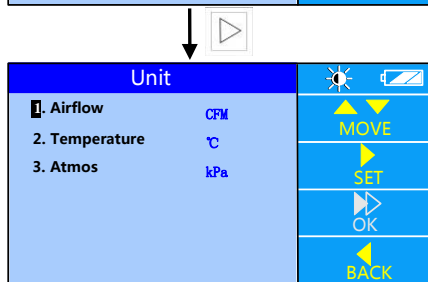 Unit
1. Airflow CFM
2. Temperature ℃
3. Atmos kPa
MOVE
SET
OK
BACK